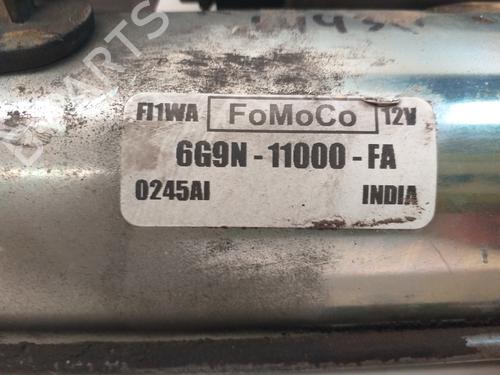 FI1WA FoMoCo 12V
6G9N - 11000 - FA
0245AI INDIA